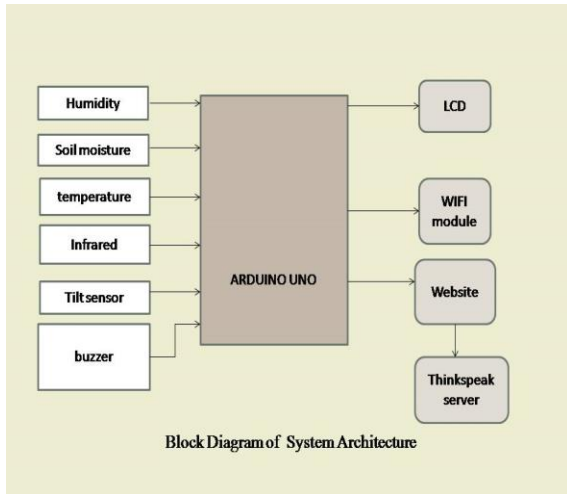 Humidity
Soil moisture
temperature
Infrared
Tilt sensor
buzzer
ARDUINO UNO
LCD
WIFI
module
Website
Thinkspeak
server
Block Diagram of System Architecture